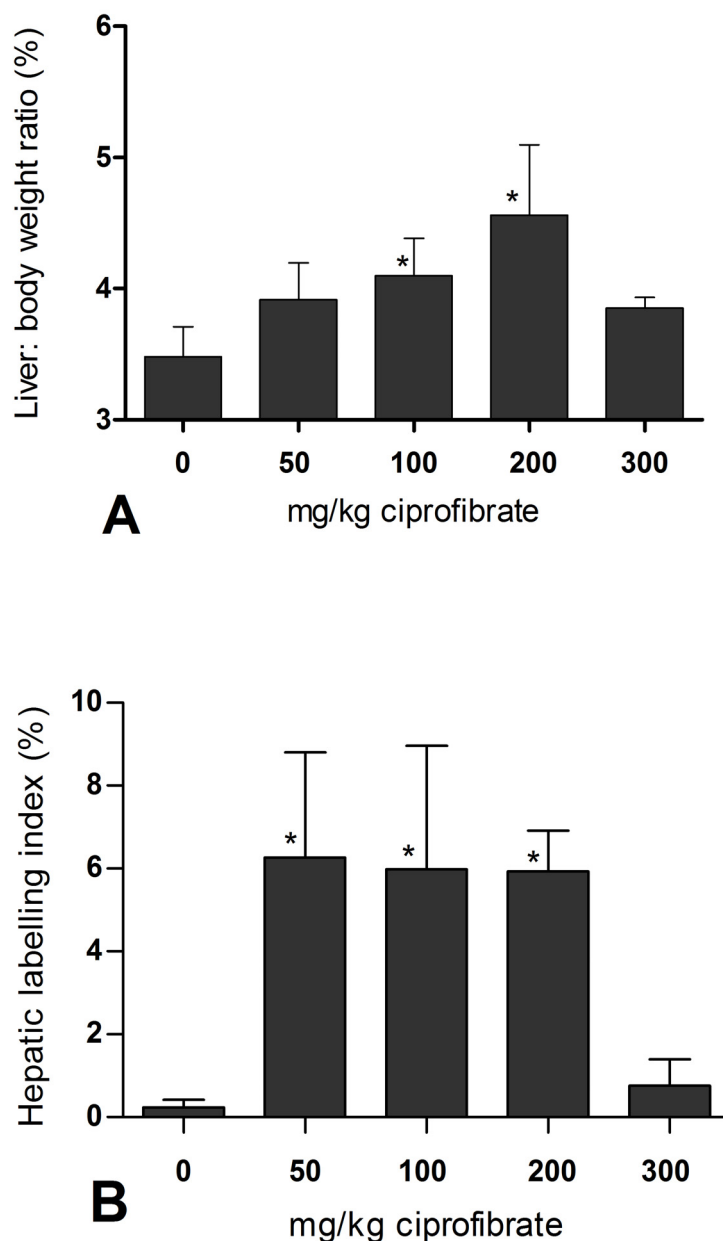 Liver: body weight ratio (%)
6
5
4
3
*
*
0 50 100 200 300
A
mg/kg ciprofibrate
Hepatic labelling index (%)
10
8
6
4
2
0
* * *
0 50 100 200 300
B
mg/kg ciprofibrate